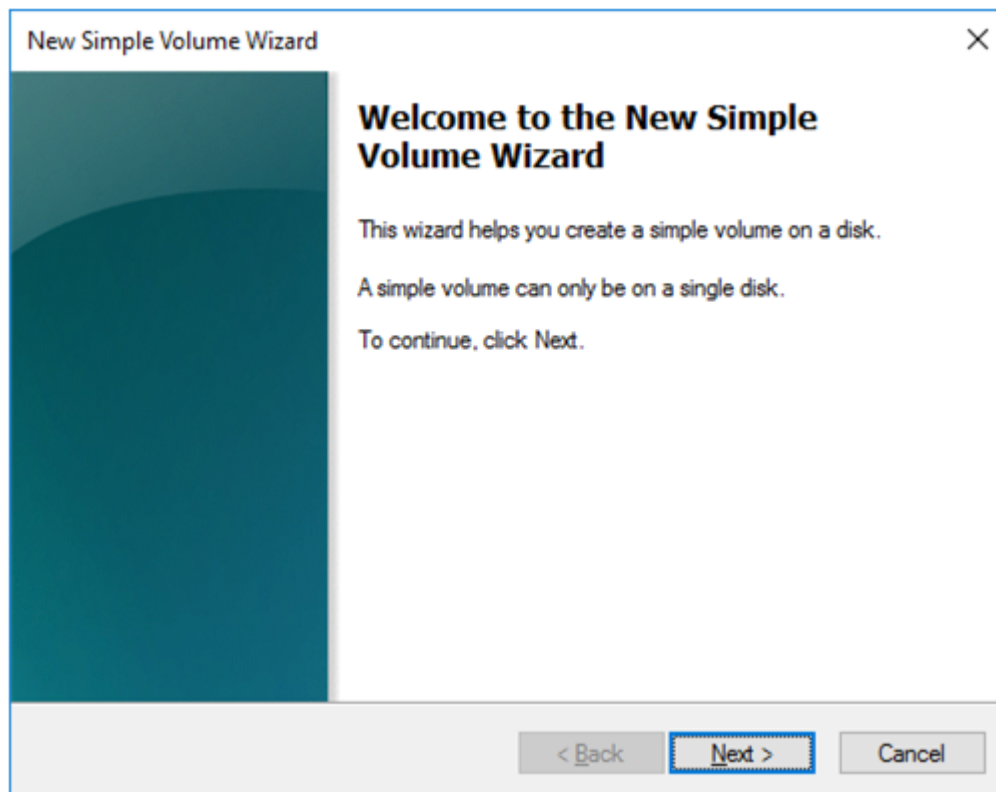 New Simple Volume Wizard
Welcome to the New Simple
Volume Wizard
This wizard helps you create a simple volume on a disk.
A simple volume can only be on a single disk.
To continue, click Next.
< Back
Next >
Cancel